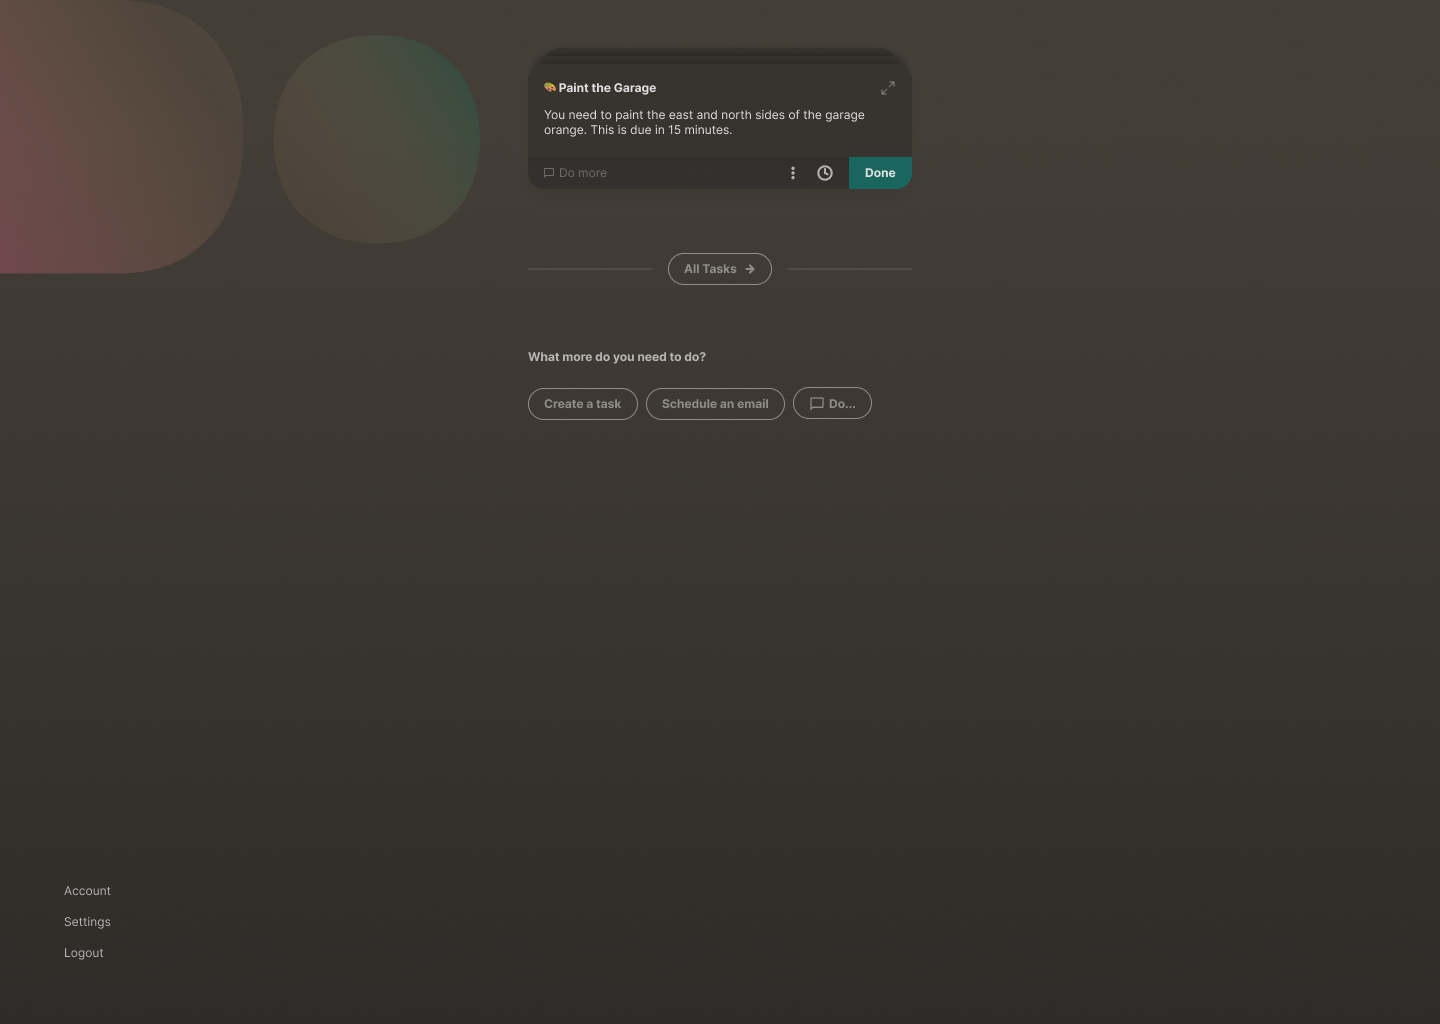 Paint the Garage
You need to paint the east and north sides of the garage
orange. This is due in 15 minutes.
Do more
Done
All Tasks
What more do you need to do?
Create a task
Schedule an email
Do...
Account
Settings
Logout